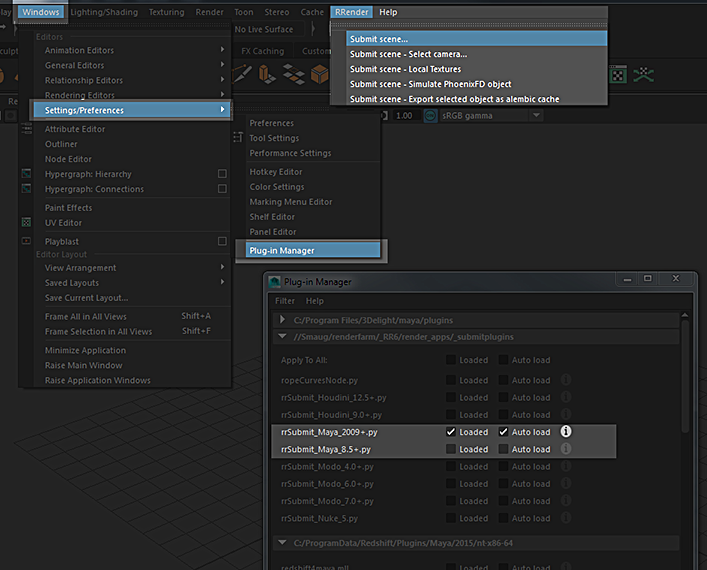 play Windows Lighting/Shading Texturing Render Toon Stereo Cache RRender Help
No Live Surface
Sculpt FX Caching Custom
Submit scene...
Submit scene - Select camera...
Submit scene - Local Textures
Submit scene - Simulate PhoenixFD object
Submit scene - Export selected object as alembic cache
1.00 sRGB gamma
Editors
Animation Editors
General Editors
Relationship Editors
Rendering Editors
Settings/Preferences
Attribute Editor
Outliner
Node Editor
Hypergraph: Hierarchy
Hypergraph: Connections
Paint Effects
UV Editor
Playblast
Editor Layout
View Arrangement
Saved Layouts
Save Current Layout...
Frame All in All Views Shift+A
Frame Selection in All Views Shift+F
Minimize Application
Raise Main Window
Raise Application Windows
Preferences
Tool Settings
Performance Settings
Hotkey Editor
Color Settings
Marking Menu Editor
Shelf Editor
Panel Editor
Plug-in Manager
Plug-in Manager
Filter Help
C:/Program Files/3Delight/maya/plugins
//Smaug/renderfarm/_RR6/render_apps/_submitplugins
Apply To All: Loaded Auto load
ropeCurvesNode.py Loaded Auto load
rrSubmit_Houdini_12.5+.py Loaded Auto load
rrSubmit_Houdini_9.0+.py Loaded Auto load
rrSubmit_Maya_2009+.py Loaded Auto load
rrSubmit_Maya_8.5+.py Loaded Auto load
rrSubmit_Modo_4.0+.py Loaded Auto load
rrSubmit_Modo_6.0+.py Loaded Auto load
rrSubmit_Modo_7.0+.py Loaded Auto load
rrSubmit_Nuke_5.py Loaded Auto load
C:/ProgramData/Redshift/Plugins/Maya/2015/nt-x86-64
redshift4maya.mll Loaded Auto load